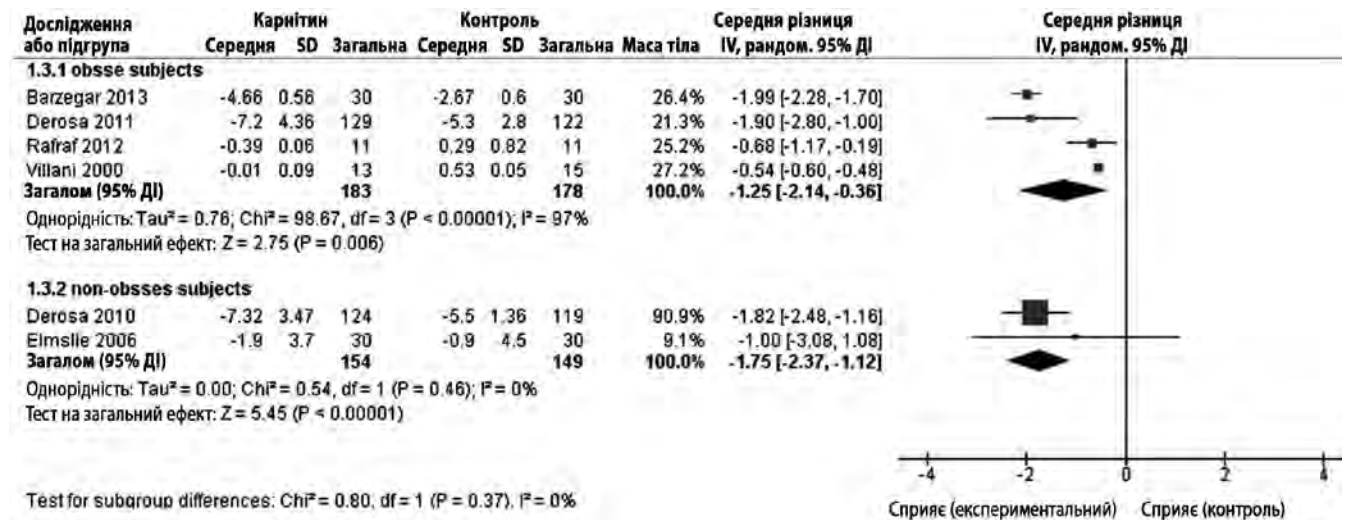 Дослідження або підгрупа Карнітин Контроль Середня різниця Середня різниця
Середня SD Загальна Середня SD Загальна Маса тіла IV, рандом. 95% ДІ IV, рандом. 95% ДІ
1.3.1 obsse subjects
Barzegar 2013 -4.66 0.56 30 -2.67 0.6 30 26.4% -1.99 [-2.28, -1.70]
Derosa 2011 -7.2 4.36 129 -5.3 2.8 122 21.3% -1.90 [-2.80, -1.00]
Rafraf 2012 -0.39 0.06 11 0.29 0.82 11 25.2% -0.68 [-1.17, -0.19]
Villani 2000 -0.01 0.09 13 0.53 0.05 15 27.2% -0.54 [-0.60, -0.48]
Загалом (95% ДІ) 183 178 100.0% -1.25 [-2.14, -0.36]
Однорідність: Tau² = 0.76; Chi² = 98.67, df = 3 (P < 0.00001); I² = 97%
Тест на загальний ефект: Z = 2.75 (P = 0.006)
1.3.2 non-obsses subjects
Derosa 2010 -7.32 3.47 124 -5.5 1.36 119 90.9% -1.82 [-2.48, -1.16]
Elmslie 2006 -1.9 3.7 30 -0.9 4.5 30 9.1% -1.00 [-3.08, 1.08]
Загалом (95% ДІ) 154 149 100.0% -1.75 [-2.37, -1.12]
Однорідність: Tau² = 0.00; Chi² = 0.54, df = 1 (P = 0.46); I² = 0%
Тест на загальний ефект: Z = 5.45 (P < 0.00001)
-4 -2 0 2 4
Test for subgroup differences: Chi² = 0.80, df = 1 (P = 0.37), I² = 0%
Сприяє (експериментальний) Сприяє (контроль)